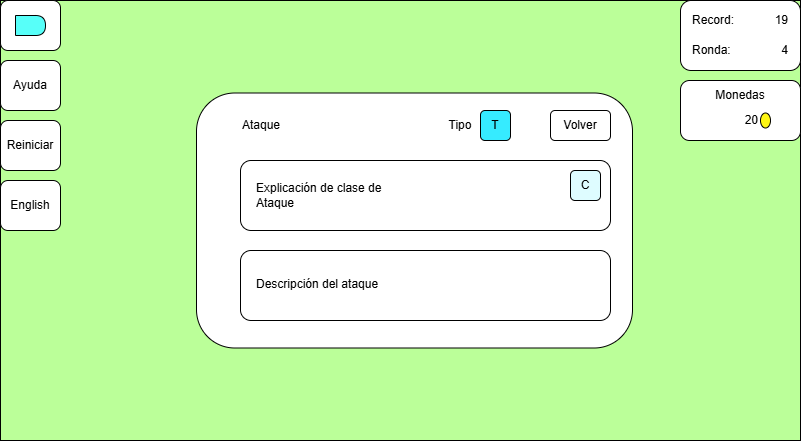 Ayuda
Reiniciar
English
Ataque
Tipo T Volver
Explicación de clase de
Ataque
C
Descripción del ataque
Record: 19
Ronda: 4
Monedas
20